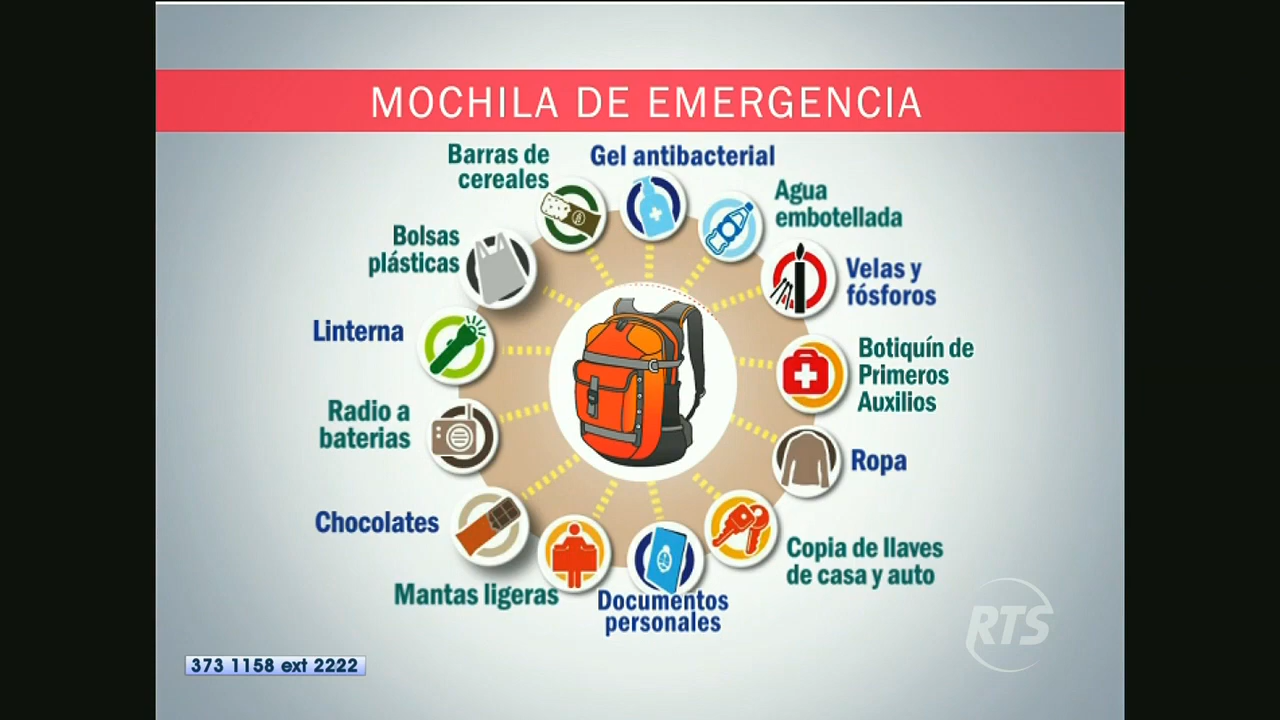 MOCHILA DE EMERGENCIA
Barras de
cereales
Gel antibacterial
Agua
embotellada
Bolsas
plásticas
Velas y
fósforos
Linterna
Botiquín de
Primeros
Auxilios
Radio a
baterias
Ropa
Chocolates
Copia de llaves
de casa y auto
Mantas ligeras
Documentos
personales
RTS
373 1158 ext 2222